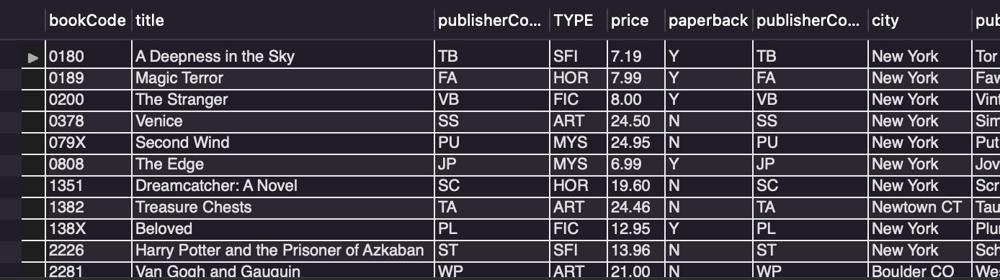 bookCode title publisherCo... TYPE price paperback publisherCo... city pub
0180 A Deepness in the Sky TB SFI 7.19 Y TB New York Tor
0189 Magic Terror FA HOR 7.99 Y FA New York Faw
0200 The Stranger VB FIC 8.00 Y VB New York Vint
0378 Venice SS ART 24.50 N SS New York Sim
079X Second Wind PU MYS 24.95 N PU New York Put
0808 The Edge JP MYS 6.99 Y JP New York Jov
1351 Dreamcatcher: A Novel SC HOR 19.60 N SC New York Scr
1382 Treasure Chests TA ART 24.46 N TA Newtown CT Tau
138X Beloved PL FIC 12.95 Y PL New York Plu
2226 Harry Potter and the Prisoner of Azkaban ST SFI 13.96 N ST New York Sch
2281 Van Gogh and Gauguin WP ART 21.00 N WP Boulder CO Wes